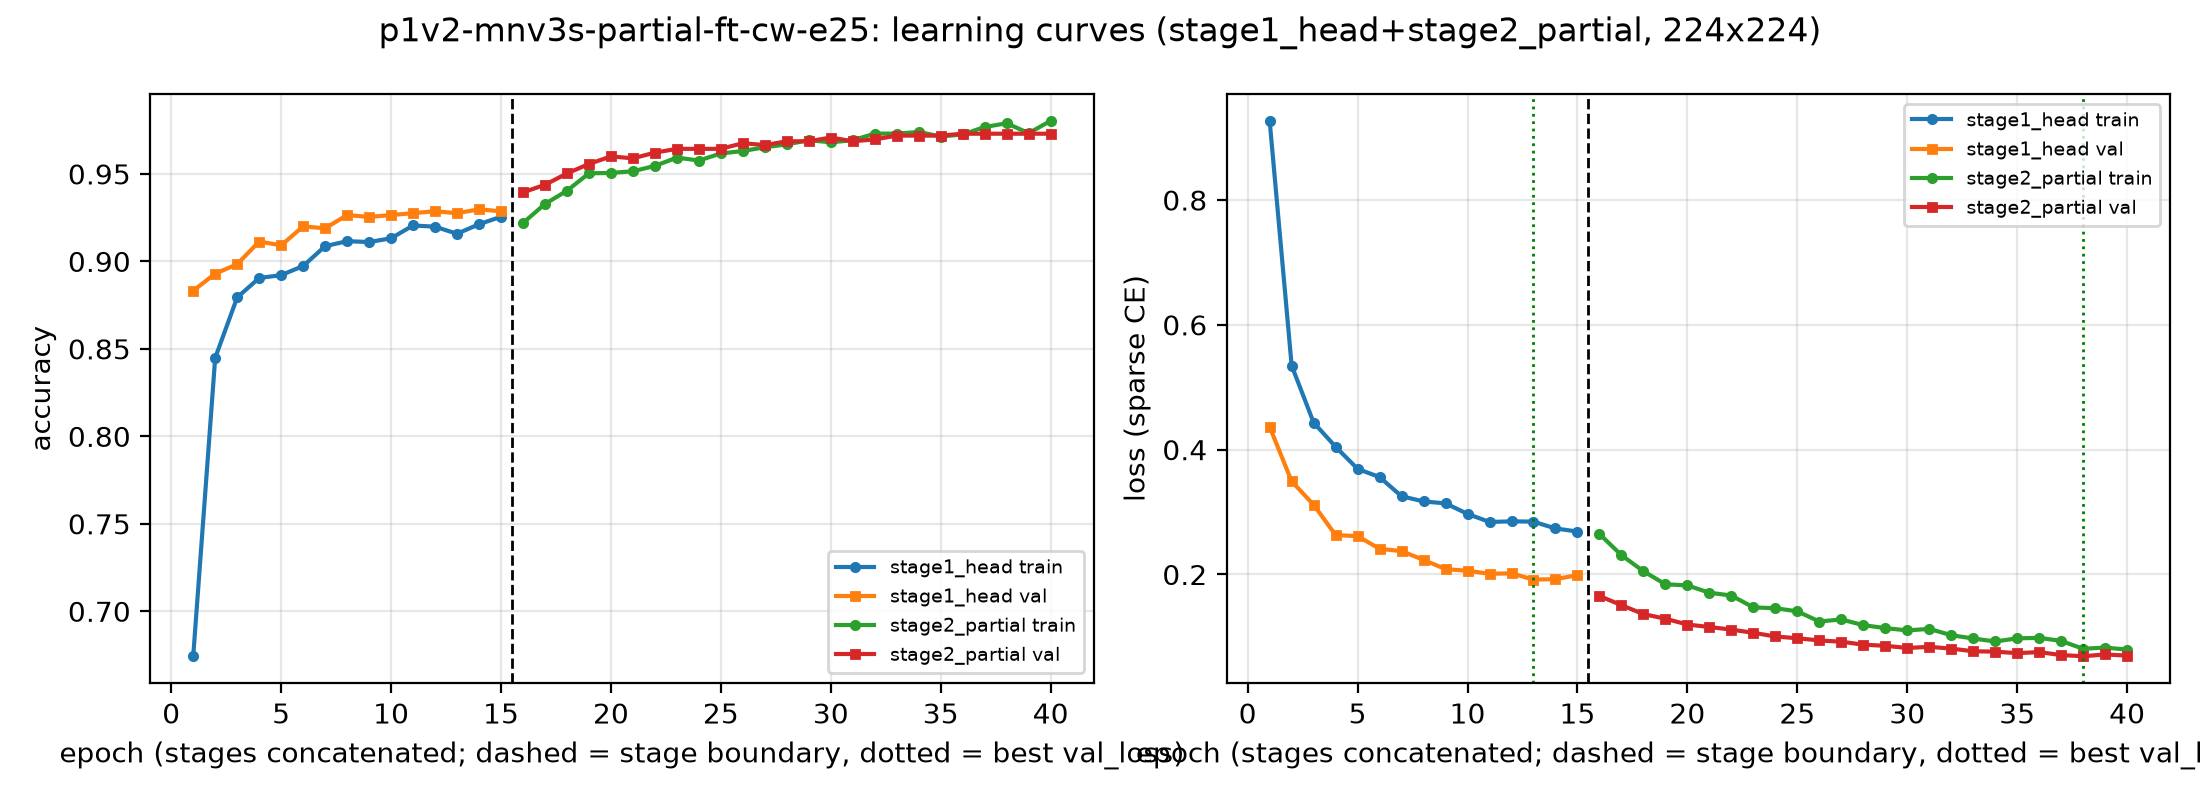 p1v2-mnv3s-partial-ft-cw-e25: learning curves (stage1_head+stage2_partial, 224x224)
accuracy
0.95
0.90
0.85
0.80
0.75
0.70
0 5 10 15 20 25 30 35 40
epoch (stages concatenated; dashed = stage boundary, dotted = best val_loss)
stage1_head train
stage1_head val
stage2_partial train
stage2_partial val
loss (sparse CE)
0.8
0.6
0.4
0.2
0 5 10 15 20 25 30 35 40
epoch (stages concatenated; dashed = stage boundary, dotted = best val_l
stage1_head train
stage1_head val
stage2_partial train
stage2_partial val